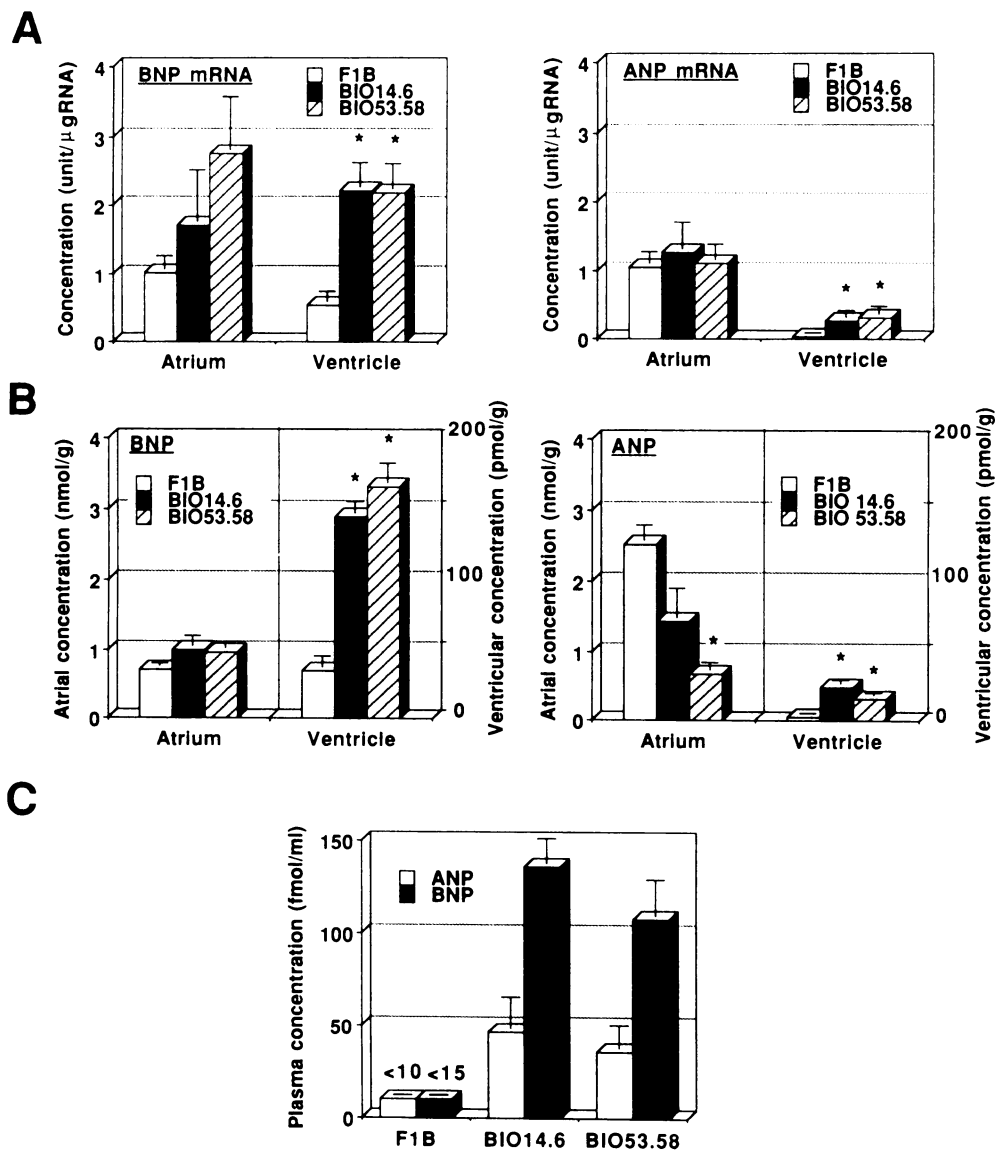 A
BNP mRNA
F1B
BIO14.6
BIO53.58
Concentration (unit/μgRNA)
4
3
2
1
0
Atrium
Ventricle
*
*
ANP mRNA
F1B
BIO14.6
BIO53.58
Concentration (unit/μgRNA)
4
3
2
1
0
Atrium
Ventricle
*
*
B
BNP
F1B
BIO14.6
BIO53.58
Atrial concentration (nmol/g)
4
3
2
1
0
Atrium
Ventricle
*
*
200
100
0
Ventricular concentration (pmol/g)
ANP
F1B
BIO 14.6
BIO 53.58
Atrial concentration (nmol/g)
4
3
2
1
0
Atrium
Ventricle
*
*
*
200
100
0
Ventricular concentration (pmol/g)
C
ANP
BNP
Plasma concentration (fmol/ml)
150
100
50
0
<10 <15
F1B BIO14.6 BIO53.58